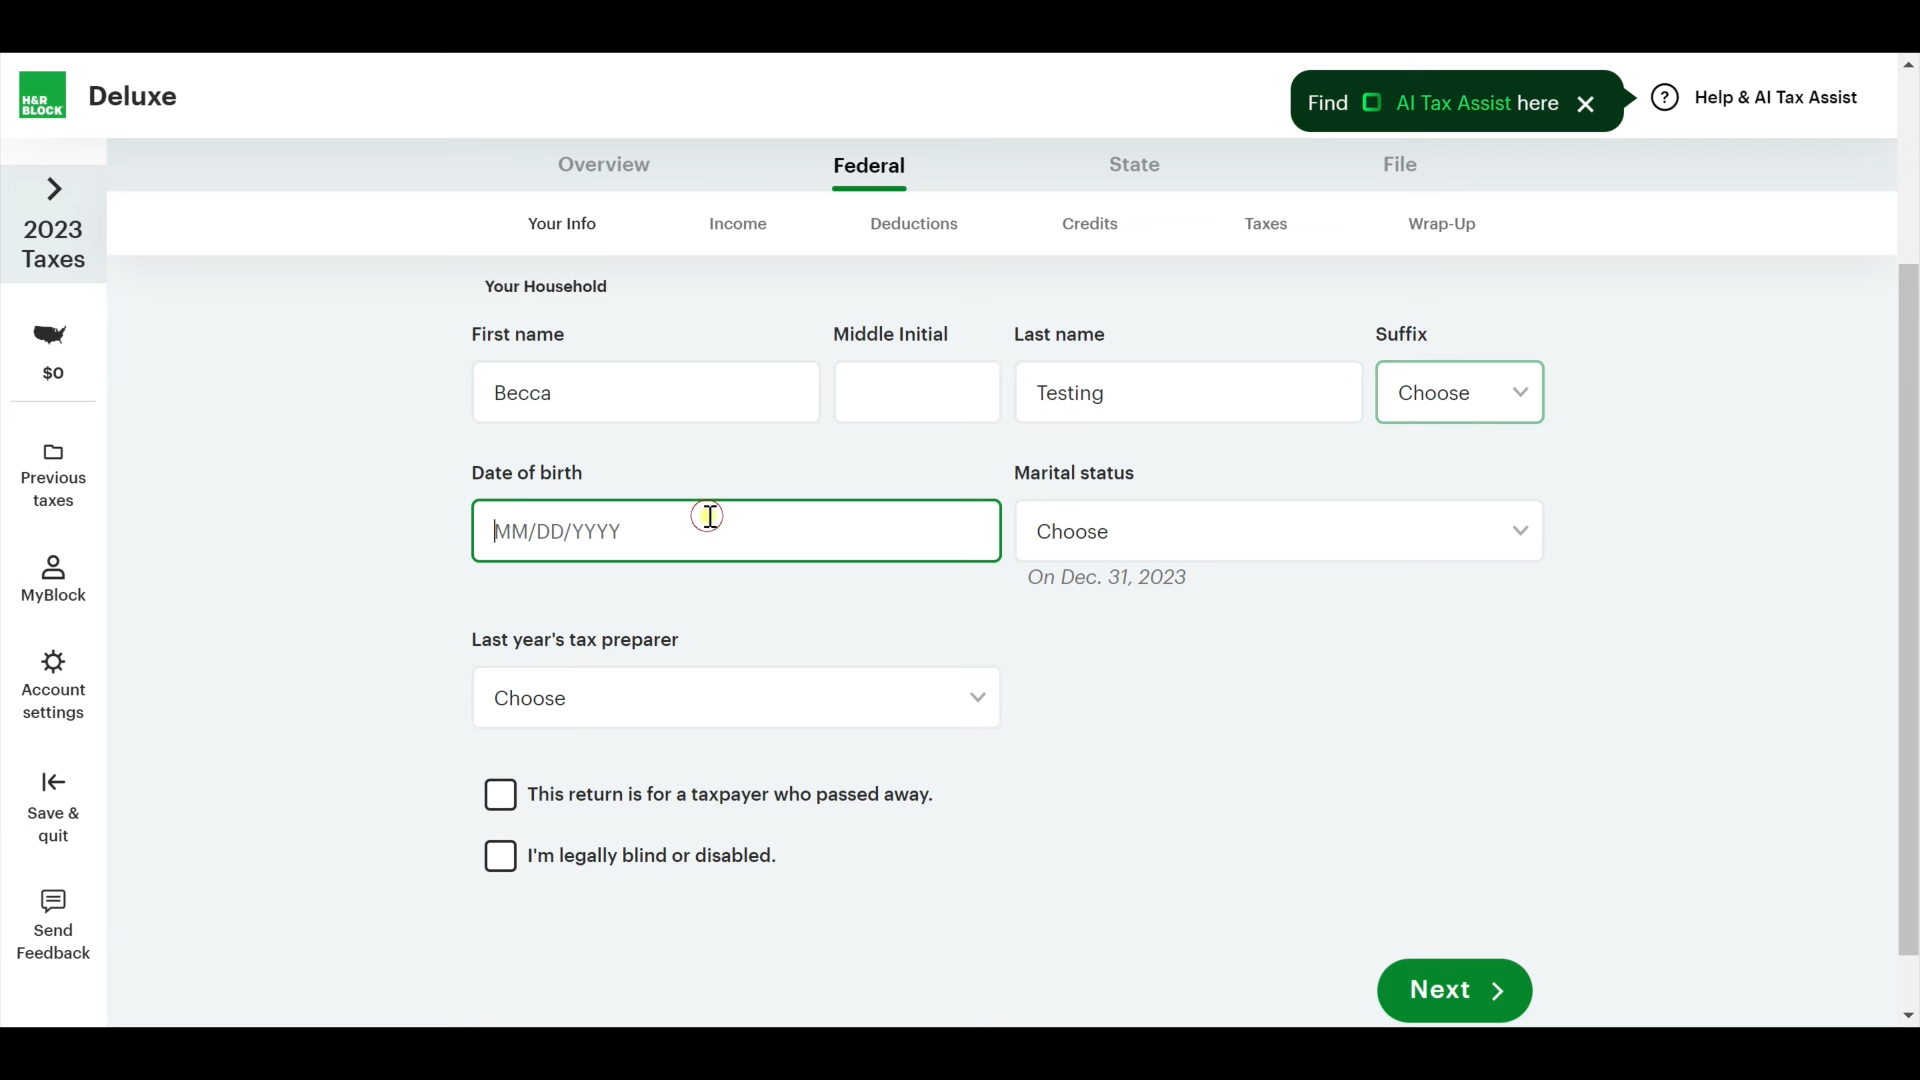 H&R
BLOCK
Deluxe
Find AI Tax Assist here
? Help & AI Tax Assist
Overview
Federal
State
File
2023
Taxes
Your Info
Income
Deductions
Credits
Taxes
Wrap-Up
Your Household
First name
Middle Initial
Last name
Suffix
$0
Becca
Testing
Choose
Date of birth
Marital status
Previous
taxes
MM/DD/YYYY
Choose
On Dec. 31, 2023
MyBlock
Last year's tax preparer
Account
settings
Choose
This return is for a taxpayer who passed away.
Save &
quit
I'm legally blind or disabled.
Send
Feedback
Next